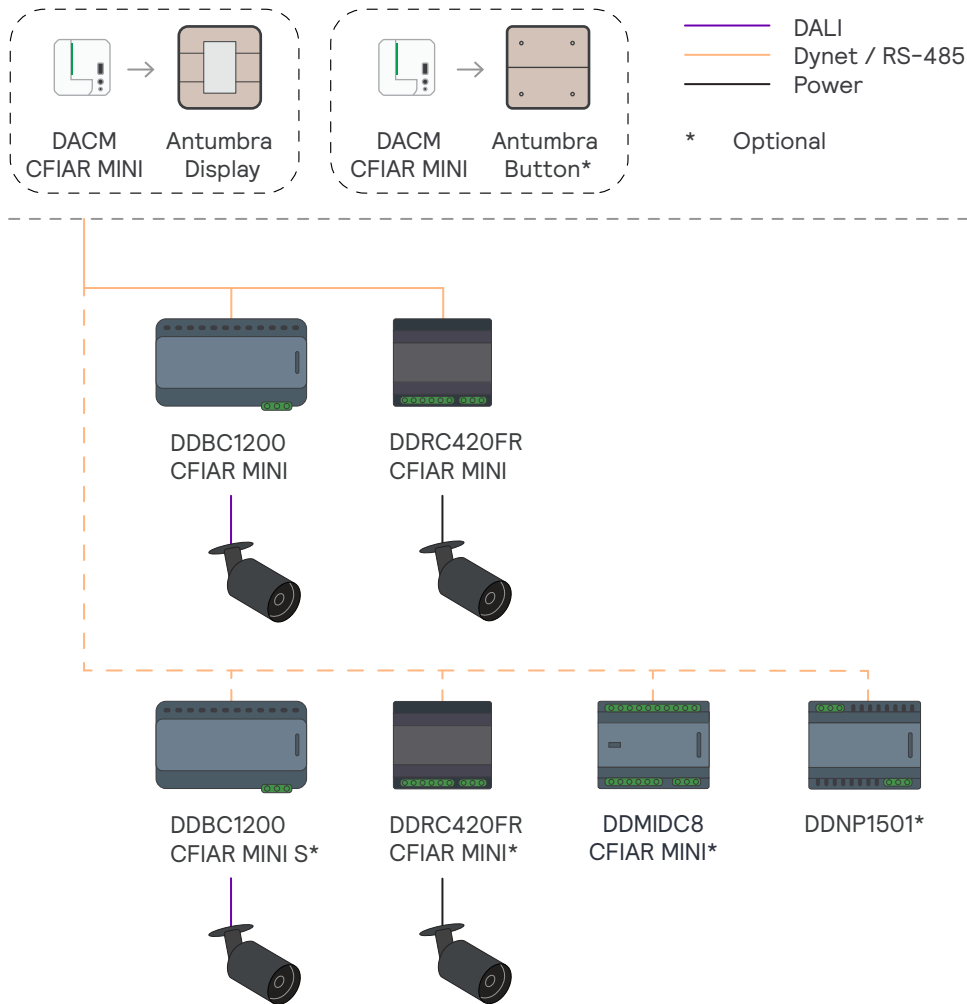 DACM
CFIAR MINI
Antumbra
Display
DACM
CFIAR MINI
Antumbra
Button*
DALI
Dynet / RS-485
Power
* Optional
DDBC1200
CFIAR MINI
DDRC420FR
CFIAR MINI
DDBC1200
CFIAR MINI S*
DDRC420FR
CFIAR MINI*
DDMIDC8
CFIAR MINI*
DDNP1501*